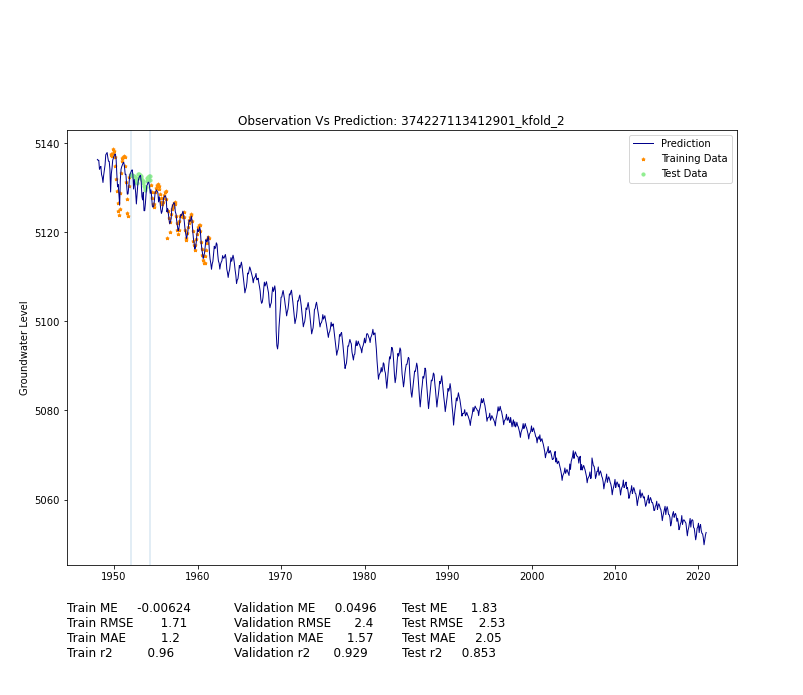 Observation Vs Prediction: 374227113412901_kfold_2
Prediction
Training Data
Test Data
5140
5120
5100
5080
5060
Groundwater Level
1950 1960 1970 1980 1990 2000 2010 2020
Train ME -0.00624 Validation ME 0.0496 Test ME 1.83
Train RMSE 1.71 Validation RMSE 2.4 Test RMSE 2.53
Train MAE 1.2 Validation MAE 1.57 Test MAE 2.05
Train r2 0.96 Validation r2 0.929 Test r2 0.853